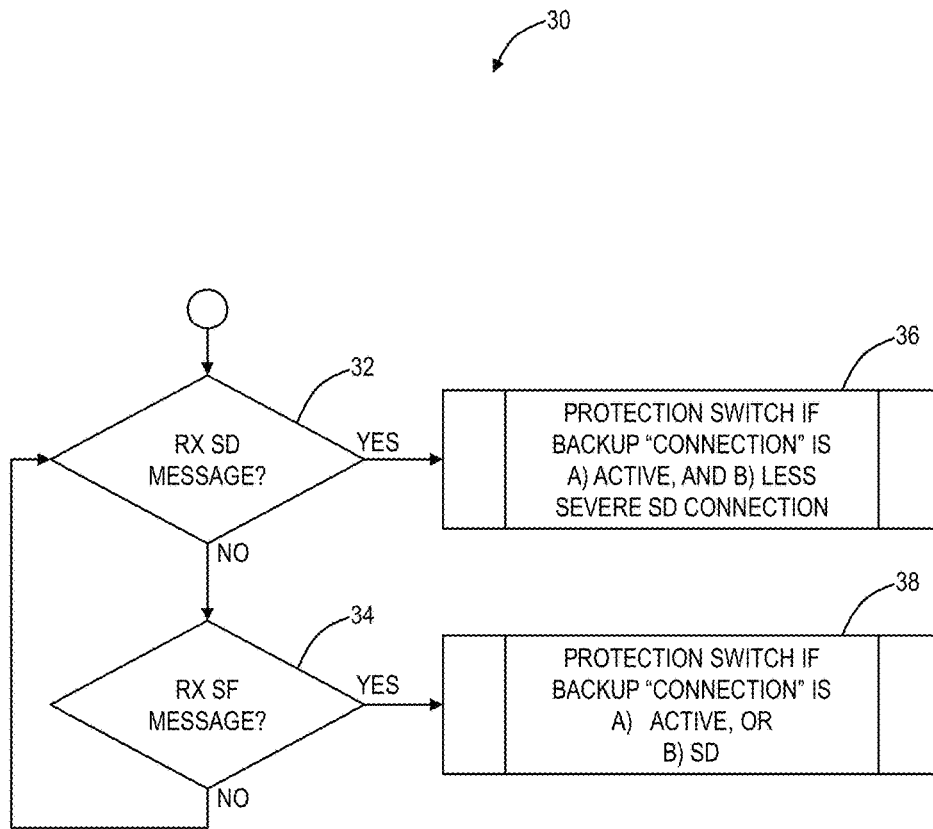 30
32
RX SD
MESSAGE?
YES
NO
36
PROTECTION SWITCH IF
BACKUP “CONNECTION” IS
A) ACTIVE, AND B) LESS
SEVERE SD CONNECTION
34
RX SF
MESSAGE?
YES
NO
38
PROTECTION SWITCH IF
BACKUP “CONNECTION” IS
A) ACTIVE, OR
B) SD